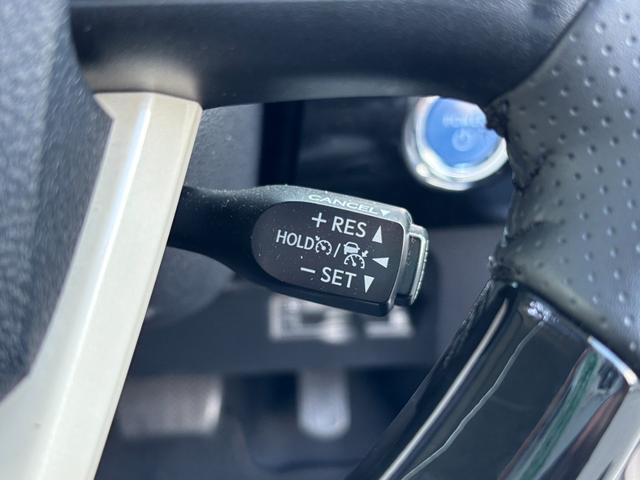 CANCEL
+ RES
HOLD /
− SET